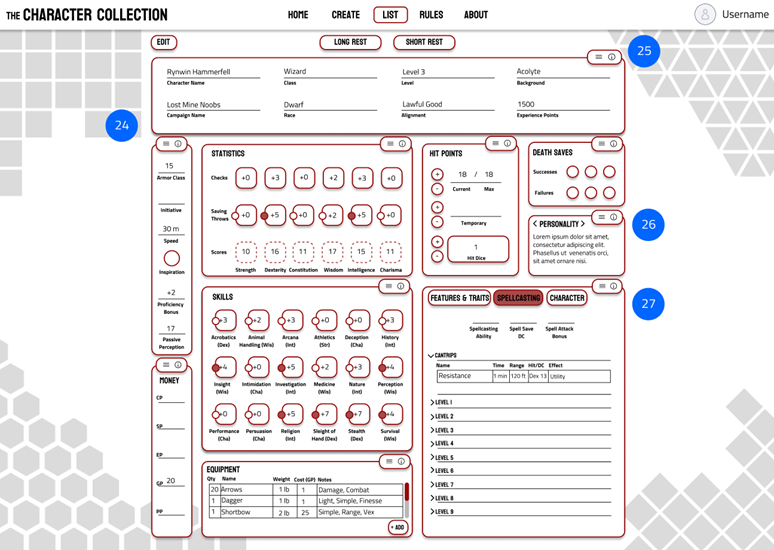 THE CHARACTER COLLECTION HOME CREATE LIST RULES ABOUT Username
EDIT LONG REST SHORT REST
25
Rynwin Hammerfell Wizard Level 3 Acolyte
Character Name Class Level Background
Lost Mine Noobs Dwarf Lawful Good 1500
Campaign Name Race Alignment Experience Points
24
15
Armor Class
Initiative
30 m
Speed
Inspiration
+2
Proficiency
Bonus
17
Passive
Perception
STATISTICS
Checks +0 +3 +0 +2 +3 +0
Saving
Throws +0 +5 +0 +2 +5 +0
Scores 10 16 11 17 15 11
Strength Dexterity Constitution Wisdom Intelligence Charisma
HIT POINTS
+ 18 / 18
- Current Max
+
- Temporary
+ 1
- Hit Dice
DEATH SAVES
Successes
Failures
26
< PERSONALITY >
Lorem ipsum dolor sit amet,
consectetur adipiscing elit.
Phasellus ut venenatis orci,
sit amet ornare nisi.
SKILLS
+3 +2 +3 +0 +0 +3
Acrobatics (Dex) Animal Handling (Wis) Arcana (Int) Athletics (Str) Deception (Cha) History (Int)
+4 +0 +5 +2 +3 +4
Insight (Wis) Intimidation (Cha) Investigation (Int) Medicine (Wis) Nature (Int) Perception (Wis)
+0 +0 +5 +7 +7 +4
Performance (Cha) Persuasion (Cha) Religion (Int) Sleight of Hand (Dex) Stealth (Dex) Survival (Wis)
27
FEATURES & TRAITS SPELLCASTING CHARACTER
Spellcasting Ability Spell Save DC Spell Attack Bonus
CANTRIPS
Name Time Range Hit/DC Effect
Resistance 1 min 120 ft Dex 13 Utility
> LEVEL 1
> LEVEL 2
> LEVEL 3
> LEVEL 4
> LEVEL 5
> LEVEL 6
> LEVEL 7
> LEVEL 8
> LEVEL 9
MONEY
CP
SP
EP
GP 20
PP
EQUIPMENT
Qty Name Weight Cost (GP) Notes
20 Arrows 1 lb 1 Damage, Combat
1 Dagger 1 lb 1 Light, Simple, Finesse
1 Shortbow 2 lb 25 Simple, Range, Vex
+ ADD